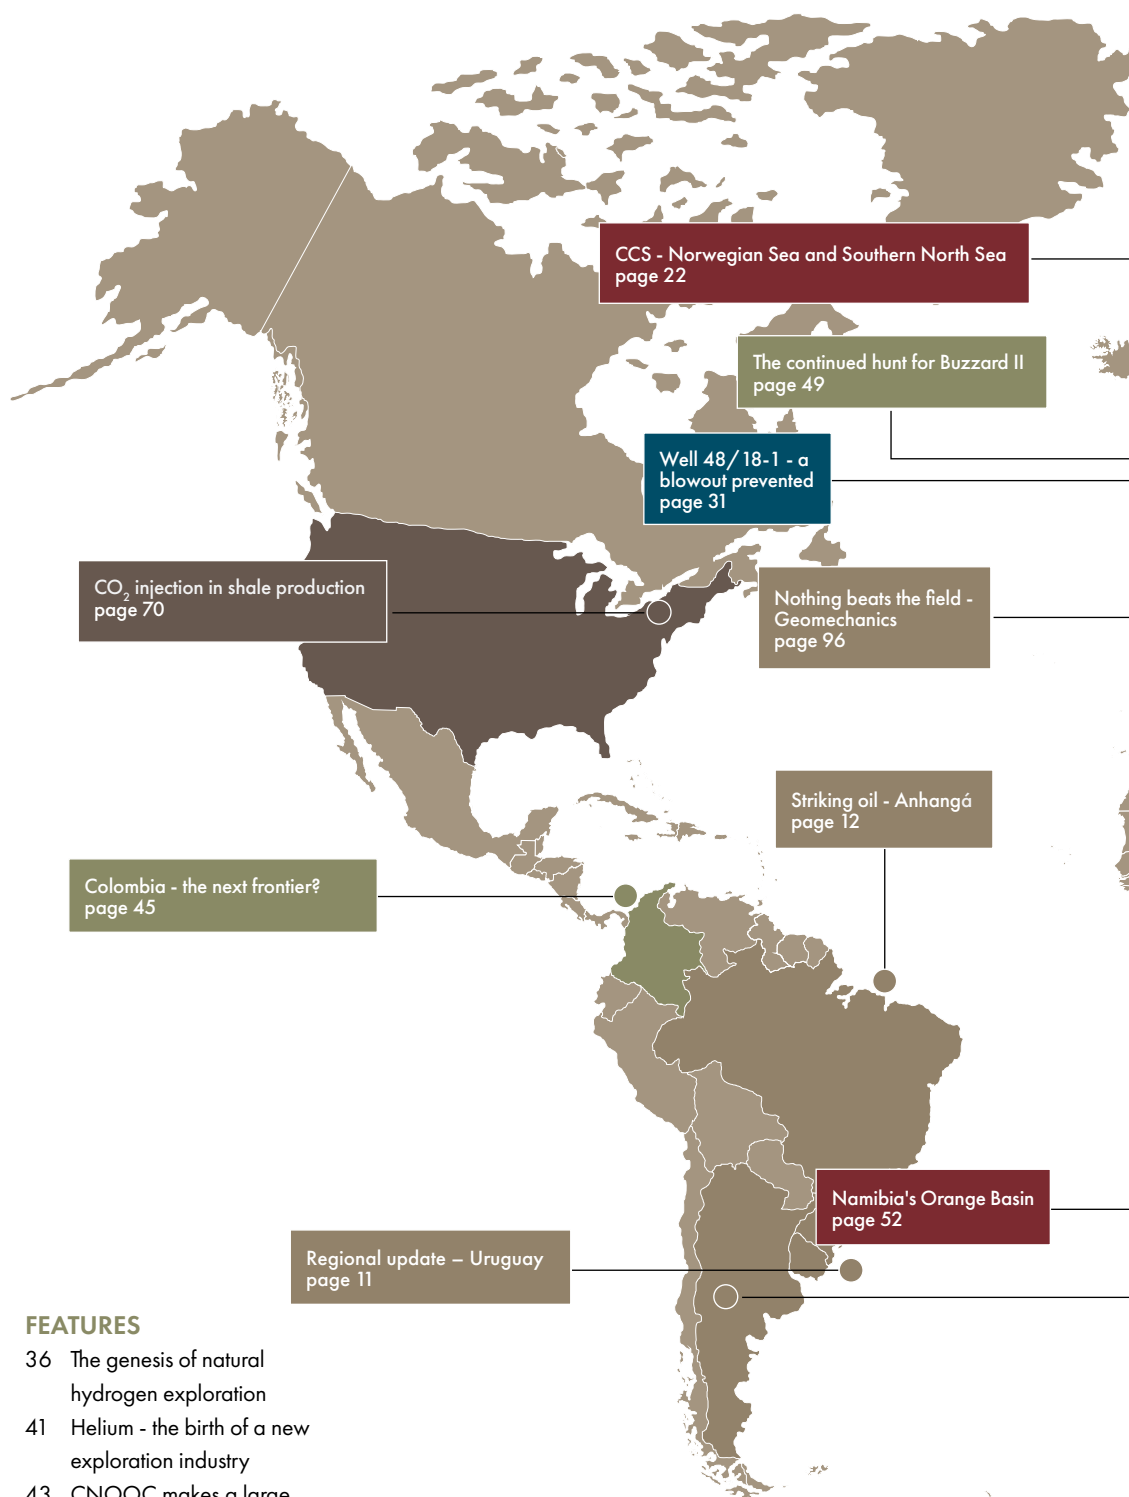 CCS - Norwegian Sea and Southern North Sea
page 22
The continued hunt for Buzzard II
page 49
Well 48/18-1 - a
blowout prevented
page 31
CO₂ injection in shale production
page 70
Nothing beats the field -
Geomechanics
page 96
Striking oil - Anhangá
page 12
Colombia - the next frontier?
page 45
Namibia's Orange Basin
page 52
Regional update – Uruguay
page 11
FEATURES
36 The genesis of natural
hydrogen exploration
41 Helium - the birth of a new
exploration industry
43 CNOOC makes a large